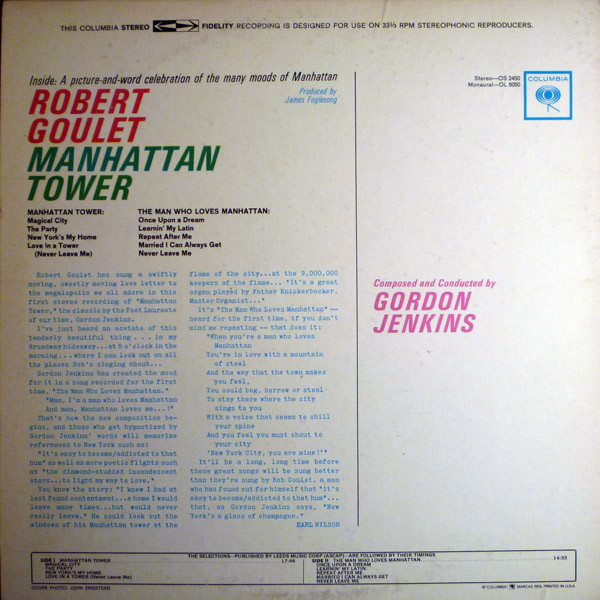 THIS COLUMBIA STEREO FIDELITY RECORDING IS DESIGNED FOR USE ON 33⅓ RPM STEREOPHONIC REPRODUCERS.
Inside: A picture-and-word celebration of the many moods of Manhattan
Produced by
James Foglesong
ROBERT
GOULET
MANHATTAN
TOWER
Stereo—OS 2450
Monaural—OL 6050
COLUMBIA
MANHATTAN TOWER:
Magical City
The Party
New York's My Home
Love in a Tower
(Never Leave Me)
THE MAN WHO LOVES MANHATTAN:
Once Upon a Dream
Learnin' My Latin
Repeat After Me
Married I Can Always Get
Never Leave Me
Robert Goulet has sung a swiftly
moving, sweetly moving love letter to
the megalopolis we all adore in this
first stereo recording of "Manhattan
Tower," the classic by the Poet Laureate
of our time, Gordon Jenkins.
I've just heard an acetate of this
tenderly beautiful thing . . . in my
Broadway hideaway...at 5 o'clock in the
morning...where I can look out on all
the places Bob's singing about...
Gordon Jenkins has created the mood
for it in a song recorded for the first
time, "The Man Who Loves Manhattan."
"Man, I'm a man who loves Manhattan
And man, Manhattan loves me...!"
That's how the new composition be-
gins, and those who get hypnotized by
Gordon Jenkins' words will memorize
references to New York such as:
"It's easy to become/addicted to that
hum" as well as more poetic flights such
as "the diamond-studded incandescent
stars...to light my way to love."
You know the story: "I knew I had at
last found contentment...a home I would
leave many times...but would never
really leave." He could look out the
windows of his Manhattan tower at the
flame of the city...at the 9,000,000
keepers of the flame... "It's a great
organ played by Father Knickerbocker,
Master Organist..."
It's "The Man Who Loves Manhattan" --
heard for the first time, if you don't
mind me repeating -- that does it:
"When you're a man who loves
Manhattan
You're in love with a mountain
of steel
And the way that the town makes
you feel,
You could beg, borrow or steal
To stay where the city
sings to you
With a voice that seems to chill
your spine
And you feel you must shout to
your city
'New York City, you are mine!'"
It'll be a long, long time before
these great songs will be sung better
than they're sung by Bob Goulet, a man
who has found out for himself that "it's
easy to become/addicted to that hum"...
that, as Gordon Jenkins says, "New
York's a glass of champagne."
EARL WILSON
Composed and Conducted by
GORDON
JENKINS
THE SELECTIONS—PUBLISHED BY LEEDS MUSIC CORP (ASCAP)—ARE FOLLOWED BY THEIR TIMINGS
SIDE I MANHATTAN TOWER 17:46
MAGICAL CITY
THE PARTY
NEW YORK'S MY HOME
LOVE IN A TOWER (Never Leave Me)
SIDE II THE MAN WHO LOVES MANHATTAN 14:33
ONCE UPON A DREAM
LEARNIN' MY LATIN
REPEAT AFTER ME
MARRIED I CAN ALWAYS GET
NEVER LEAVE ME
COVER PHOTO—JOHN ENGSTEAD
® COLUMBIA MARCAS REG. PRINTED IN U.S.A.